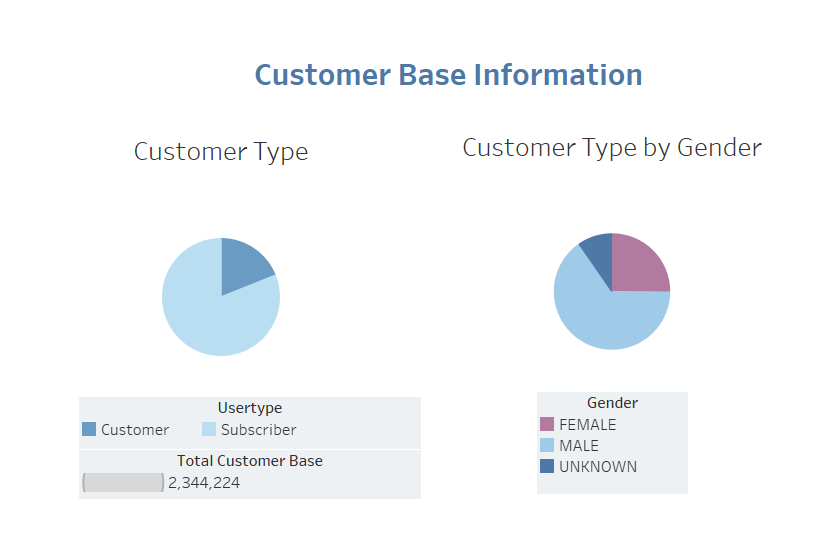 Customer Base Information
Customer Type
Customer Type by Gender
Usertype
Customer
Subscriber
Total Customer Base
2,344,224
Gender
FEMALE
MALE
UNKNOWN